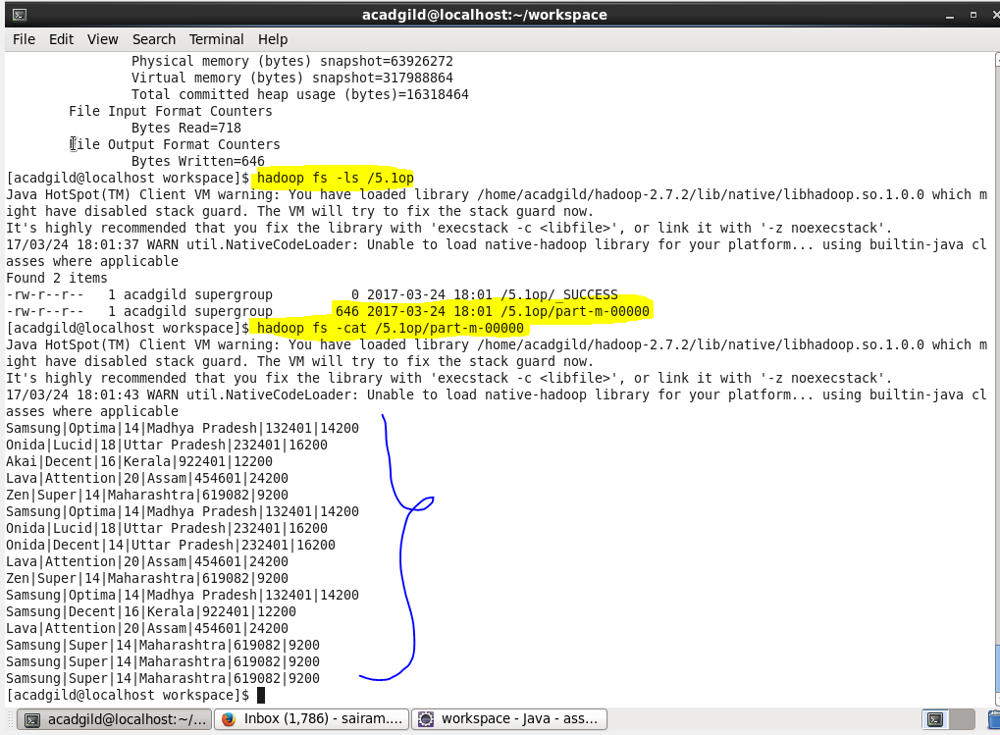 acadgild@localhost:~/workspace
File Edit View Search Terminal Help
Physical memory (bytes) snapshot=63926272
Virtual memory (bytes) snapshot=317988864
Total committed heap usage (bytes)=16318464
File Input Format Counters
Bytes Read=718
File Output Format Counters
Bytes Written=646
[acadgild@localhost workspace]$ hadoop fs -ls /5.1op
Java HotSpot(TM) Client VM warning: You have loaded library /home/acadgild/hadoop-2.7.2/lib/native/libhadoop.so.1.0.0 which m
ight have disabled stack guard. The VM will try to fix the stack guard now.
It's highly recommended that you fix the library with 'execstack -c <libfile>', or link it with '-z noexecstack'.
17/03/24 18:01:37 WARN util.NativeCodeLoader: Unable to load native-hadoop library for your platform... using builtin-java cl
asses where applicable
Found 2 items
-rw-r--r-- 1 acadgild supergroup 0 2017-03-24 18:01 /5.1op/_SUCCESS
-rw-r--r-- 1 acadgild supergroup 646 2017-03-24 18:01 /5.1op/part-m-00000
[acadgild@localhost workspace]$ hadoop fs -cat /5.1op/part-m-00000
Java HotSpot(TM) Client VM warning: You have loaded library /home/acadgild/hadoop-2.7.2/lib/native/libhadoop.so.1.0.0 which m
ight have disabled stack guard. The VM will try to fix the stack guard now.
It's highly recommended that you fix the library with 'execstack -c <libfile>', or link it with '-z noexecstack'.
17/03/24 18:01:43 WARN util.NativeCodeLoader: Unable to load native-hadoop library for your platform... using builtin-java cl
asses where applicable
Samsung|Optima|14|Madhya Pradesh|132401|14200
Onida|Lucid|18|Uttar Pradesh|232401|16200
Akai|Decent|16|Kerala|922401|12200
Lava|Attention|20|Assam|454601|24200
Zen|Super|14|Maharashtra|619082|9200
Samsung|Optima|14|Madhya Pradesh|132401|14200
Onida|Lucid|18|Uttar Pradesh|232401|16200
Onida|Decent|14|Uttar Pradesh|232401|16200
Lava|Attention|20|Assam|454601|24200
Zen|Super|14|Maharashtra|619082|9200
Samsung|Optima|14|Madhya Pradesh|132401|14200
Samsung|Decent|16|Kerala|922401|12200
Lava|Attention|20|Assam|454601|24200
Samsung|Super|14|Maharashtra|619082|9200
Samsung|Super|14|Maharashtra|619082|9200
Samsung|Super|14|Maharashtra|619082|9200
[acadgild@localhost workspace]$
acadgild@localhost:~/... Inbox (1,786) - sairam.... workspace - Java - ass...